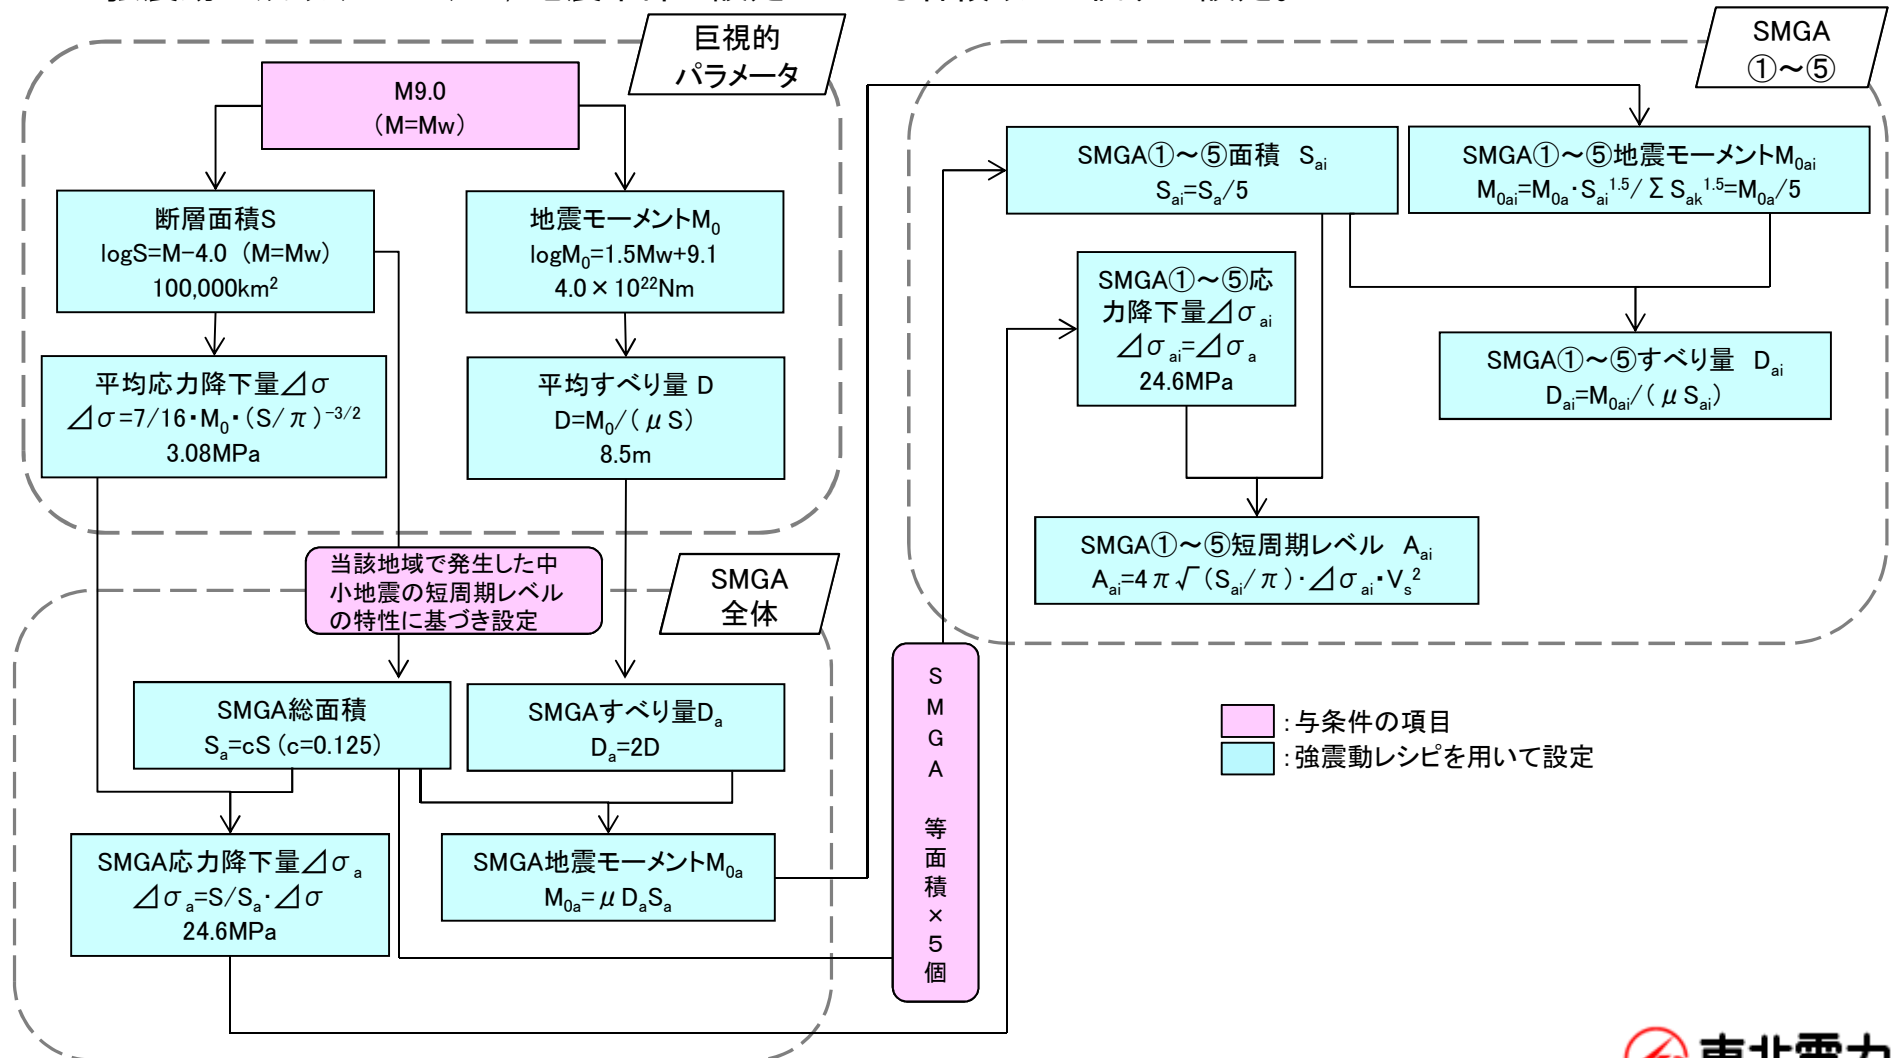 巨視的
パラメータ
M9.0
(M=Mw)
断層面積S
logS=M-4.0 (M=Mw)
100,000km²
地震モーメントM₀
logM₀=1.5Mw+9.1
4.0×10²²Nm
平均応力降下量⊿σ
⊿σ=7/16・M₀・(S/π)⁻³/²
3.08MPa
平均すべり量 D
D=M₀/(μS)
8.5m
当該地域で発生した中
小地震の短周期レベル
の特性に基づき設定
SMGA
全体
SMGA総面積
Sₐ=cS (c=0.125)
SMGAすべり量Dₐ
Dₐ=2D
SMGA応力降下量⊿σₐ
⊿σₐ=S/Sₐ・⊿σ
24.6MPa
SMGA地震モーメントM₀ₐ
M₀ₐ=μDₐSₐ
SMGA 等面積×5個
SMGA
①~⑤
SMGA①~⑤面積 Sₐᵢ
Sₐᵢ=Sₐ/5
SMGA①~⑤地震モーメントM₀ₐᵢ
M₀ₐᵢ=M₀ₐ・Sₐᵢ¹·⁵/ΣSₐₖ¹·⁵=M₀ₐ/5
SMGA①~⑤応
力降下量⊿σₐᵢ
⊿σₐᵢ=⊿σₐ
24.6MPa
SMGA①~⑤すべり量 Dₐᵢ
Dₐᵢ=M₀ₐᵢ/(μSₐᵢ)
SMGA①~⑤短周期レベル Aₐᵢ
Aₐᵢ=4π√(Sₐᵢ/π)・⊿σₐᵢ・Vₛ²
:与条件の項目
:強震動レシピを用いて設定
東北電力